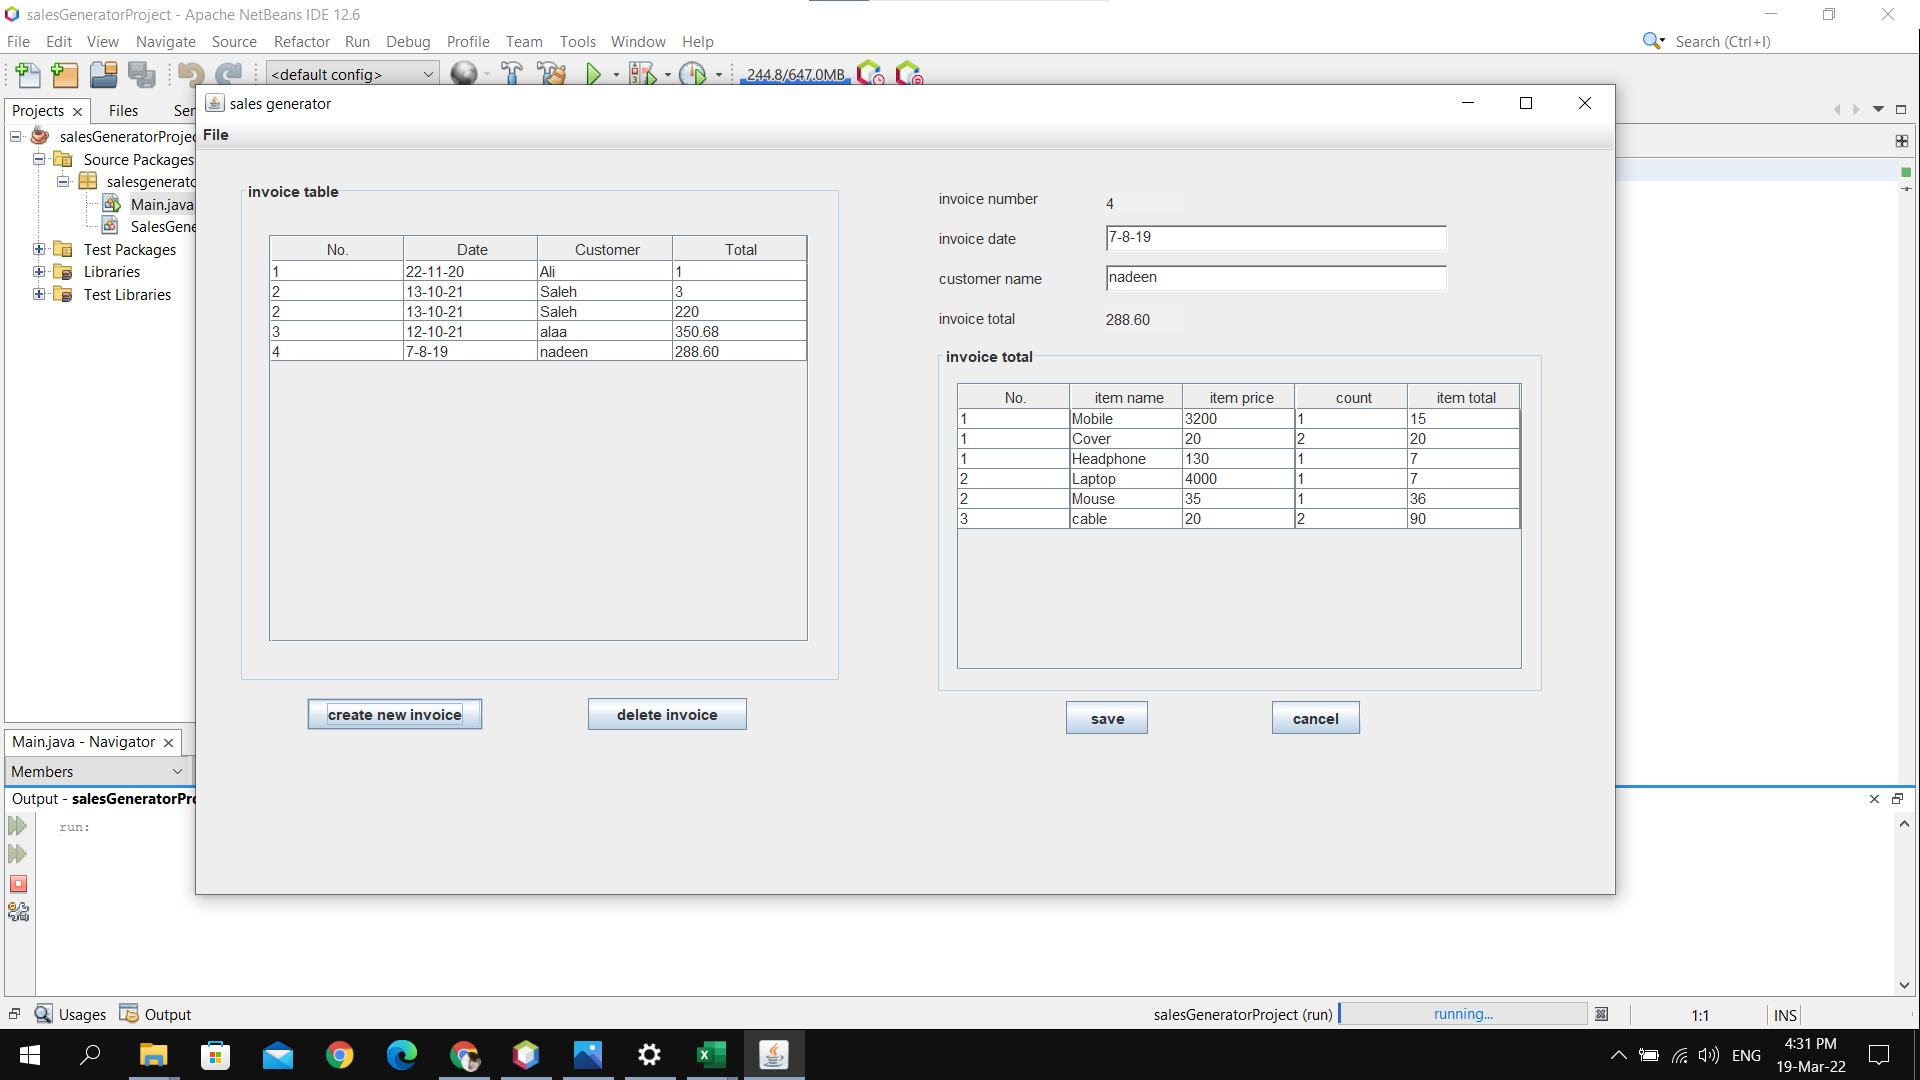 salesGeneratorProject - Apache NetBeans IDE 12.6
File Edit View Navigate Source Refactor Run Debug Profile Team Tools Window Help
Search (Ctrl+I)
<default config>
244.8/647.0MB
Projects Files Ser
sales generator
File
salesGeneratorProjec
Source Packages
salesgenerato
Main.java
SalesGene
Test Packages
Libraries
Test Libraries
invoice table
No. Date Customer Total
1 22-11-20 Ali 1
2 13-10-21 Saleh 3
2 13-10-21 Saleh 220
3 12-10-21 alaa 350.68
4 7-8-19 nadeen 288.60
create new invoice delete invoice
invoice number 4
invoice date 7-8-19
customer name nadeen
invoice total 288.60
invoice total
No. item name item price count item total
1 Mobile 3200 1 15
1 Cover 20 2 20
1 Headphone 130 1 7
2 Laptop 4000 1 7
2 Mouse 35 1 36
3 cable 20 2 90
save cancel
Main.java - Navigator
Members
Output - salesGeneratorPro
run:
Usages Output
salesGeneratorProject (run) running... 1:1 INS
ENG
4:31 PM
19-Mar-22